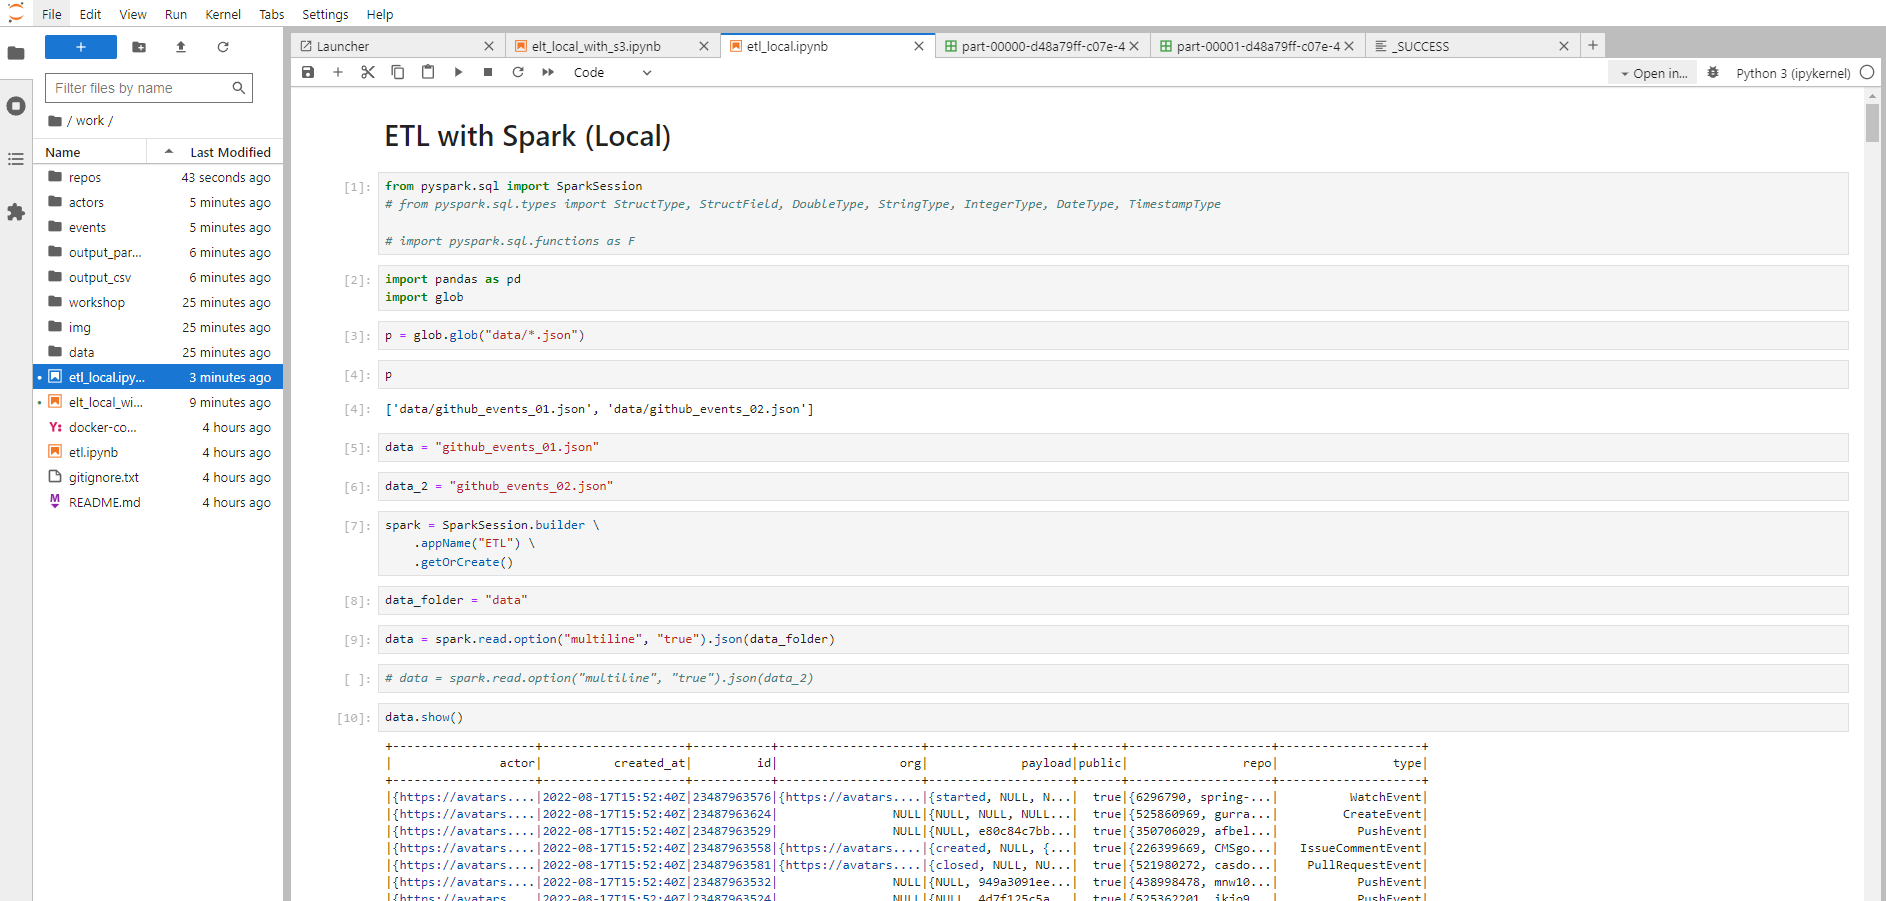 File Edit View Run Kernel Tabs Settings Help
+
Filter files by name
/ work /
Name Last Modified
repos 43 seconds ago
actors 5 minutes ago
events 5 minutes ago
output_par... 6 minutes ago
output_csv 6 minutes ago
workshop 25 minutes ago
img 25 minutes ago
data 25 minutes ago
etl_local.ipy... 3 minutes ago
elt_local_wi... 9 minutes ago
Y: docker-co... 4 hours ago
etl.ipynb 4 hours ago
gitignore.txt 4 hours ago
M README.md 4 hours ago
Launcher elt_local_with_s3.ipynb etl_local.ipynb part-00000-d48a79ff-c07e-4 part-00001-d48a79ff-c07e-4 _SUCCESS +
Code Open in... Python 3 (ipykernel)
ETL with Spark (Local)
[1]: from pyspark.sql import SparkSession
# from pyspark.sql.types import StructType, StructField, DoubleType, StringType, IntegerType, DateType, TimestampType
# import pyspark.sql.functions as F
[2]: import pandas as pd
import glob
[3]: p = glob.glob("data/*.json")
[4]: p
[4]: ['data/github_events_01.json', 'data/github_events_02.json']
[5]: data = "github_events_01.json"
[6]: data_2 = "github_events_02.json"
[7]: spark = SparkSession.builder \
.appName("ETL") \
.getOrCreate()
[8]: data_folder = "data"
[9]: data = spark.read.option("multiline", "true").json(data_folder)
[ ]: # data = spark.read.option("multiline", "true").json(data_2)
[10]: data.show()
+--------------------+--------------------+-----------+--------------------+--------------------+------+--------------------+--------------------+
| actor| created_at| id| org| payload|public| repo| type|
+--------------------+--------------------+-----------+--------------------+--------------------+------+--------------------+--------------------+
|{https://avatars....|2022-08-17T15:52:40Z|23487963576|{https://avatars....|{started, NULL, N...| true|{6296790, spring-...| WatchEvent|
|{https://avatars....|2022-08-17T15:52:40Z|23487963624| NULL|{NULL, NULL, NULL...| true|{525860969, gurra...| CreateEvent|
|{https://avatars....|2022-08-17T15:52:40Z|23487963529| NULL|{NULL, e80c84c7bb...| true|{350706029, afbel...| PushEvent|
|{https://avatars....|2022-08-17T15:52:40Z|23487963558|{https://avatars....|{created, NULL, {...| true|{226399669, CMSgo...| IssueCommentEvent|
|{https://avatars....|2022-08-17T15:52:40Z|23487963581|{https://avatars....|{closed, NULL, NU...| true|{521980272, casdo...| PullRequestEvent|
|{https://avatars....|2022-08-17T15:52:40Z|23487963532| NULL|{NULL, 949a3091ee...| true|{438998478, mnw10...| PushEvent|
|{https://avatars....|2022-08-17T15:52:40Z|23487963524| NULL|{NULL, 4d7f125c5a...| true|{525362201, ikjo9...| PushEvent|